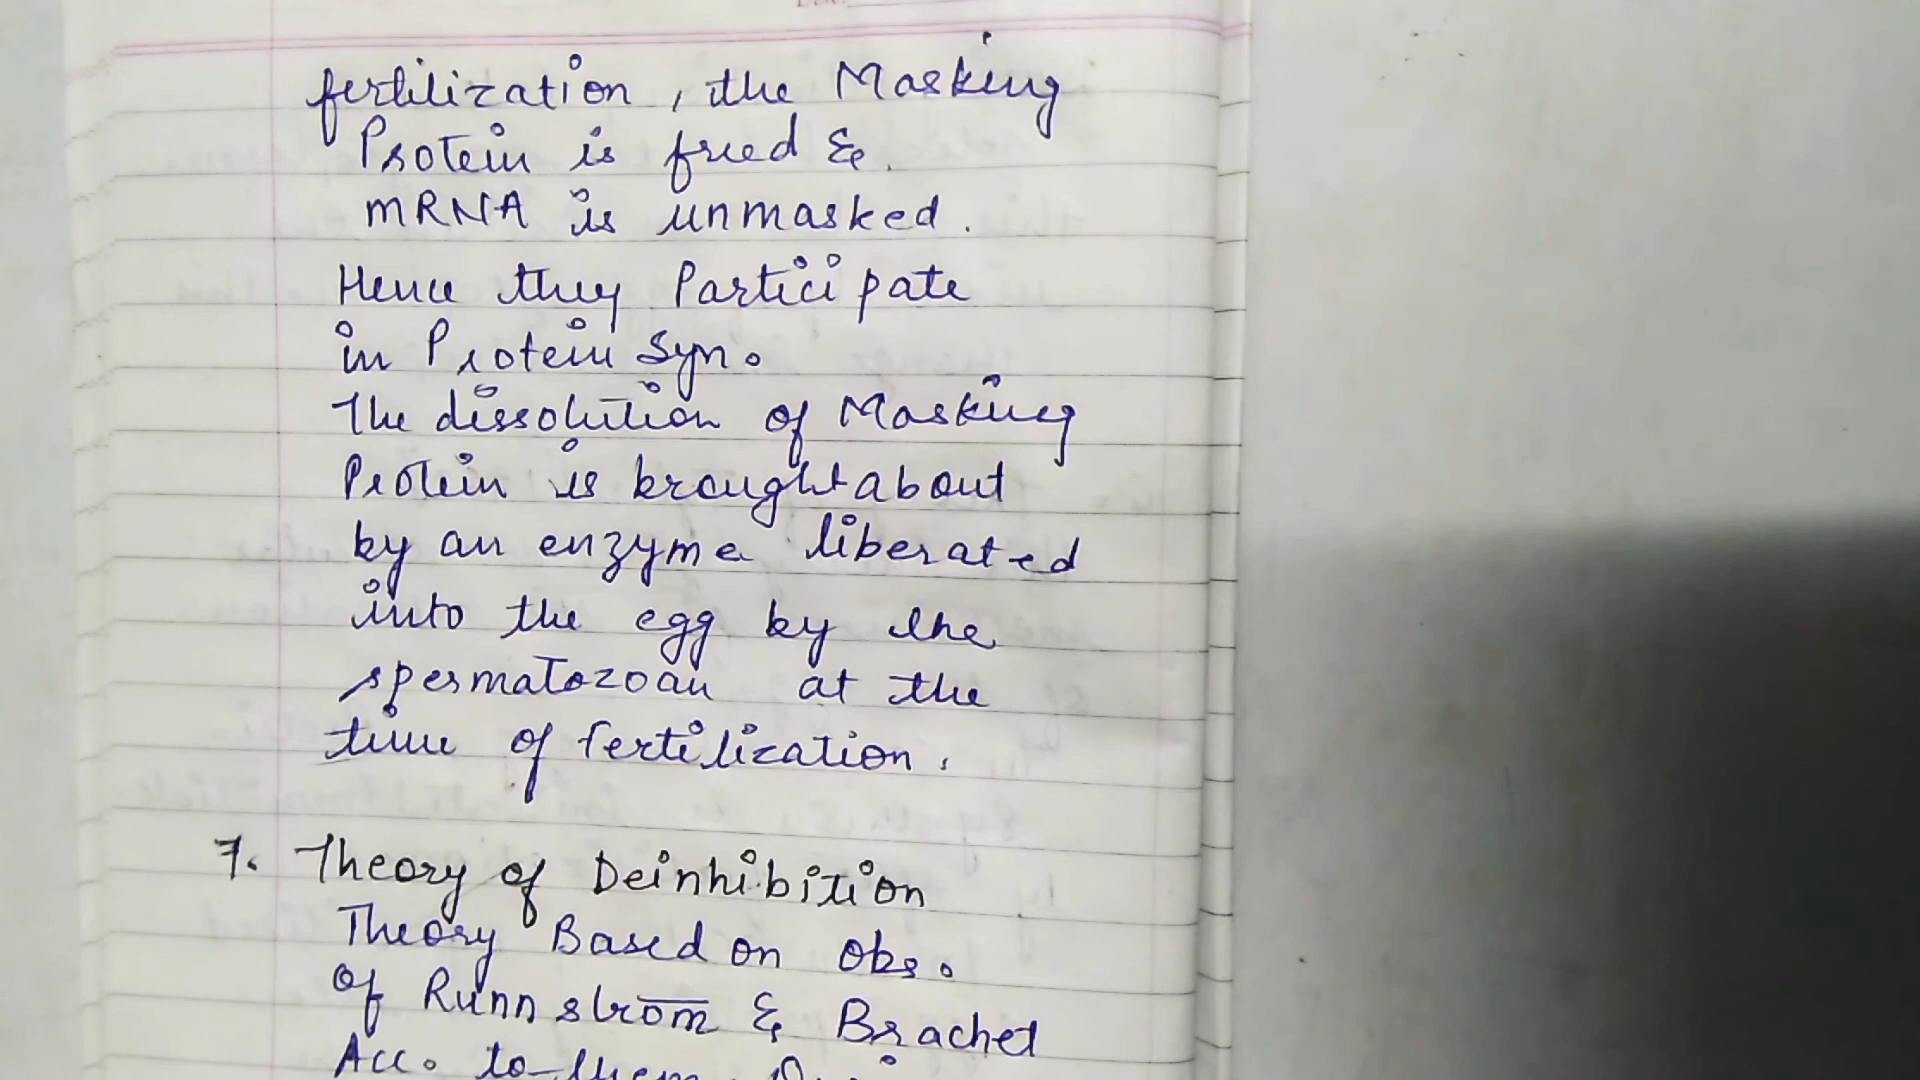 fertilization, the Masking
Protein is fried &
mRNA is unmasked.
Hence they Participate
in Protein Syn.
The dissolution of Masking
Protein is brought about
by an enzyme liberated
into the egg by the
spermatozoan at the
time of fertilization.
7. Theory of Deinhibition
Theory Based on Obs.
of Runnstrom & Brachet
Acc. to them